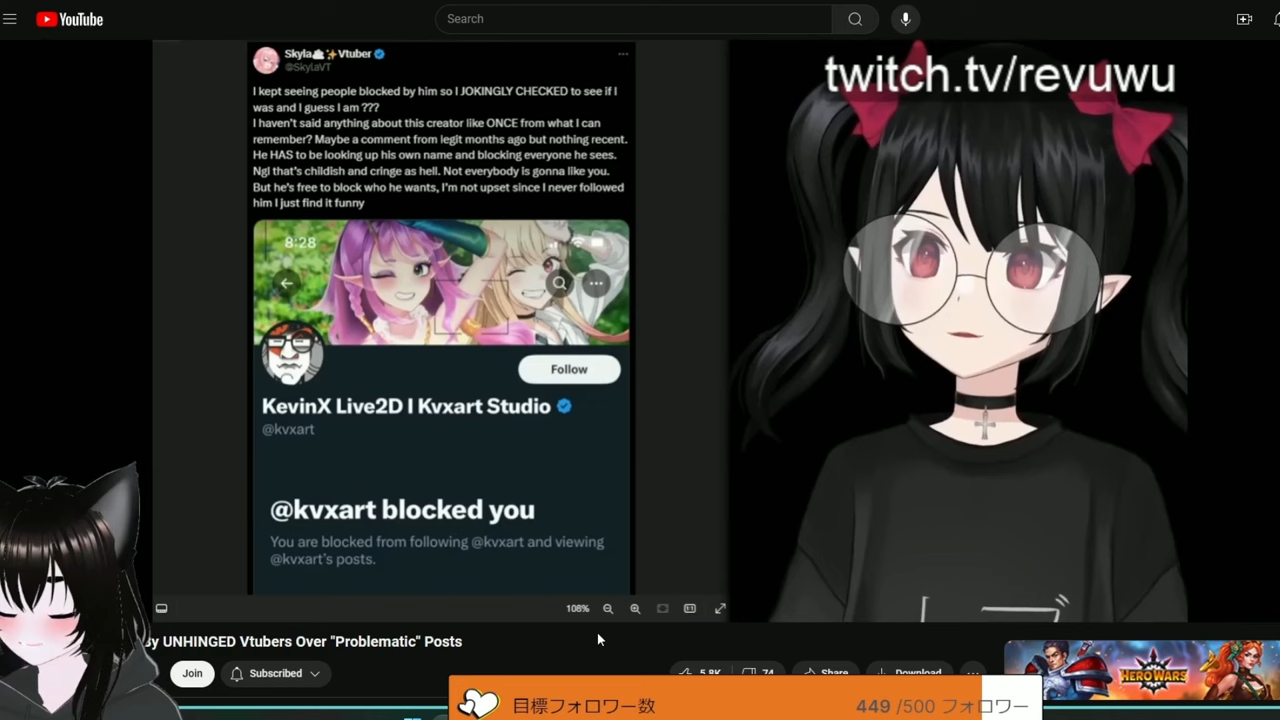 YouTube
Search
Skyla ✨Vtuber
@SkylaVT
I kept seeing people blocked by him so I JOKINGLY CHECKED to see if I
was and I guess I am ???
I haven't said anything about this creator like ONCE from what I can
remember? Maybe a comment from legit months ago but nothing recent.
He HAS to be looking up his own name and blocking everyone he sees.
Ngl that's childish and cringe as hell. Not everybody is gonna like you.
But he's free to block who he wants, I'm not upset since I never followed
him I just find it funny
8:28
Follow
KevinX Live2D I Kvxart Studio
@kvxart
@kvxart blocked you
You are blocked from following @kvxart and viewing
@kvxart's posts.
twitch.tv/revuwu
108%
By UNHINGED Vtubers Over "Problematic" Posts
Join
Subscribed
5.8K
74
Share
Download
HERO WARS
目標フォロワー数
449 /500 フォロワー